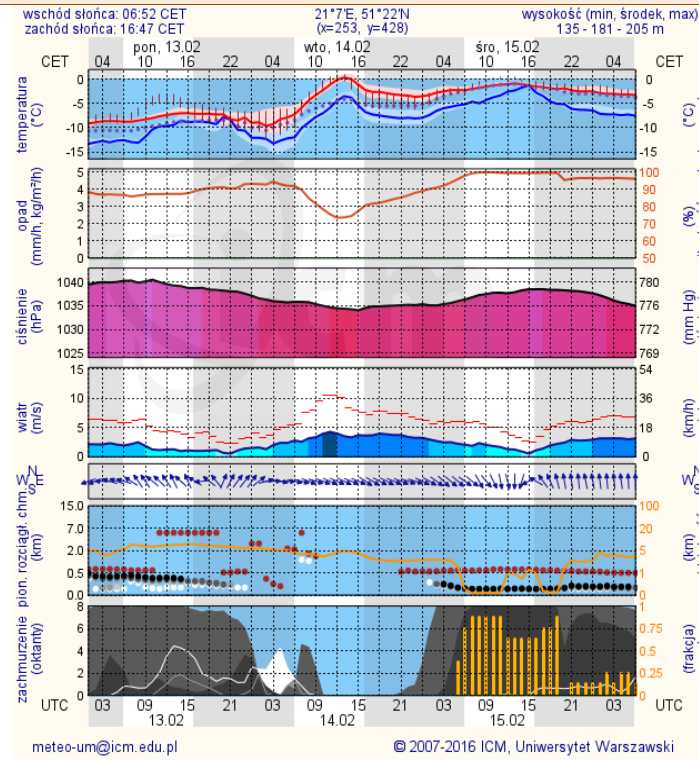 wschód słońca: 06:52 CET 21°7'E, 51°22'N wysokość (min, środek, max)
zachód słońca: 16:47 CET (x=253, y=428) 135 - 181 - 205 m
pon, 13.02 wto, 14.02 śro, 15.02
CET 04 10 16 22 04 10 16 22 04 10 16 22 04 CET
temperatura (°C) 0 -5 -10 -15 0 -5 -10 -15 (°C)
opad (mm/h, kg/m²/h) 5 4 3 2 1 0 100 90 80 70 60 50 (%)
ciśnienie (hPa) 1040 1035 1030 1025 780 776 772 769 (mm Hg)
wiatr (m/s) 15 10 5 0 54 36 18 0 (km/h)
N W E S W S
pion. rozciągł. chm. (km) 15.0 7.0 2.0 0.5 0.0 100 20 5 1 0 (km)
zachmurzenie (oktanty) 8 6 4 2 0 1 0.75 0.5 0.25 0 (frakcja)
UTC 03 09 15 21 03 09 15 21 03 09 15 21 03 UTC
13.02 14.02 15.02
meteo-um@icm.edu.pl © 2007-2016 ICM, Uniwersytet Warszawski